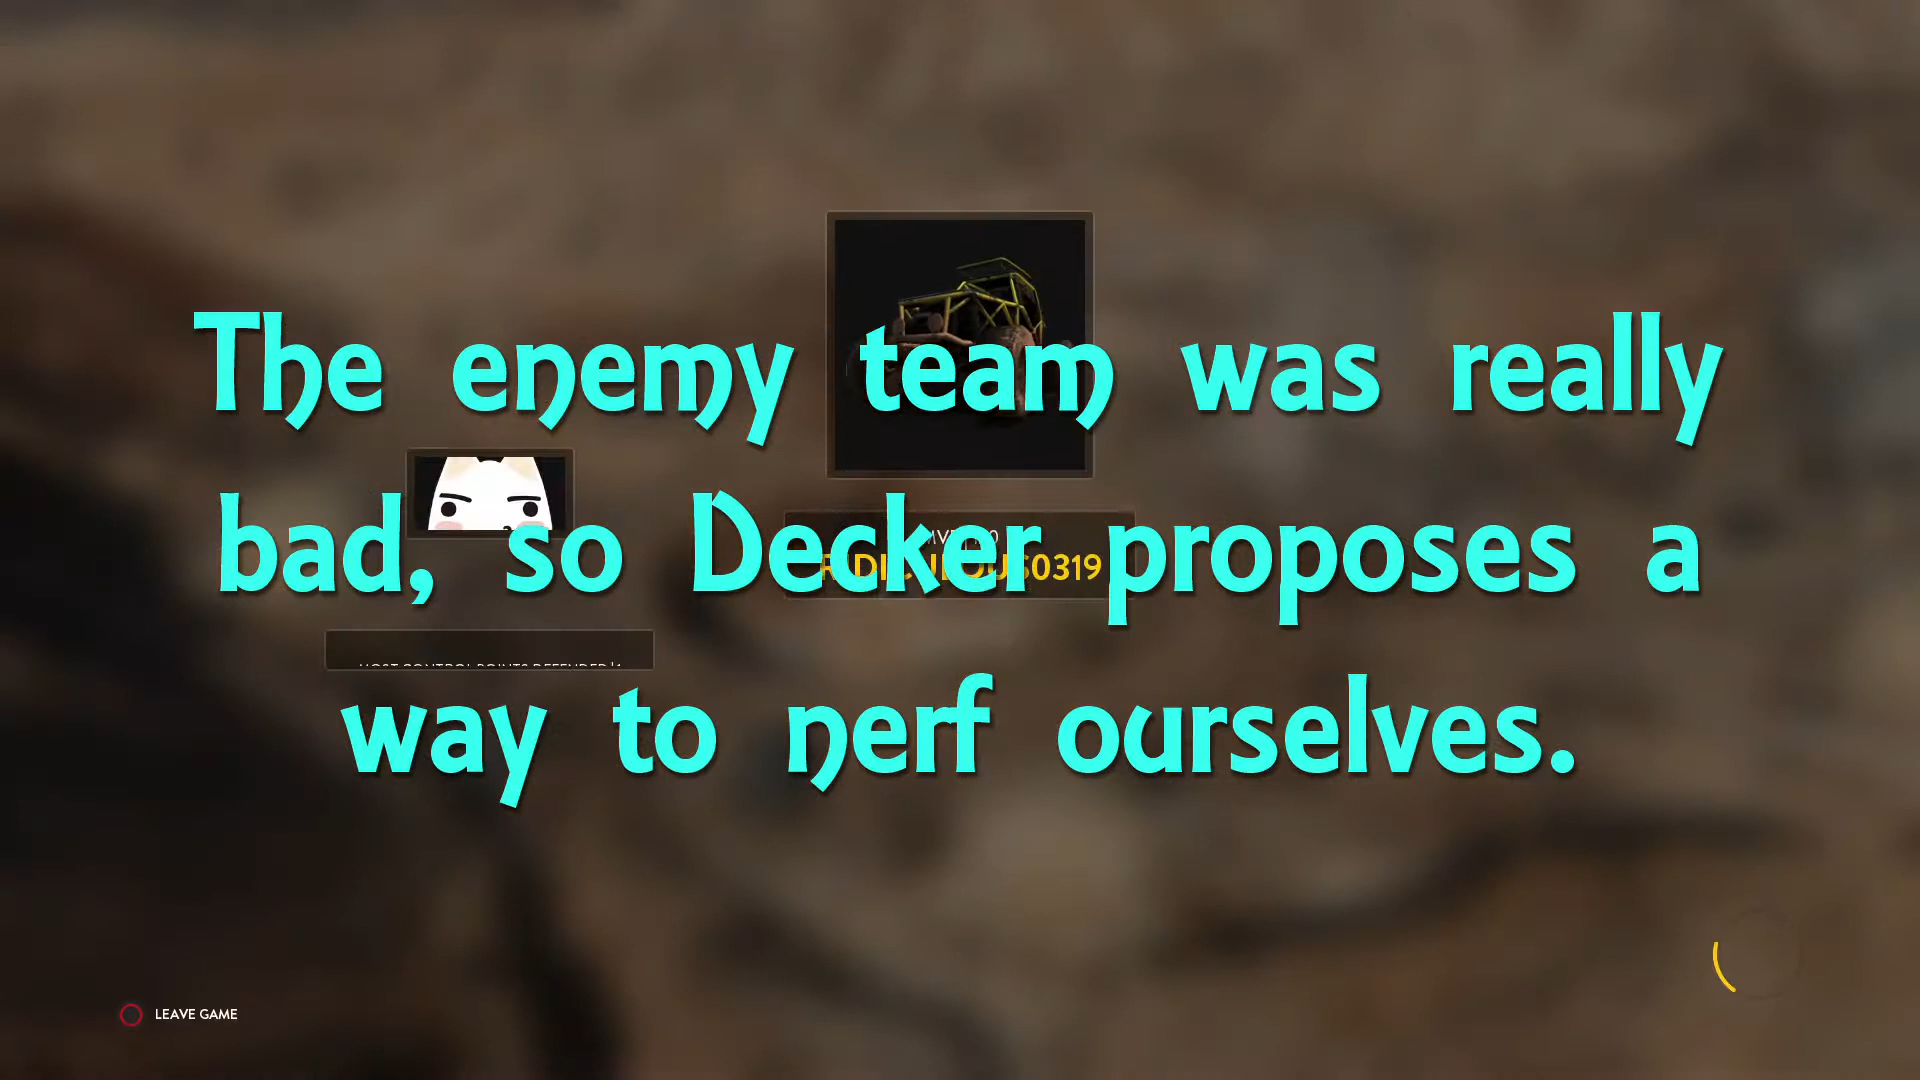 The enemy team was really
bad, so Decker proposes a
way to nerf ourselves.
LEAVE GAME